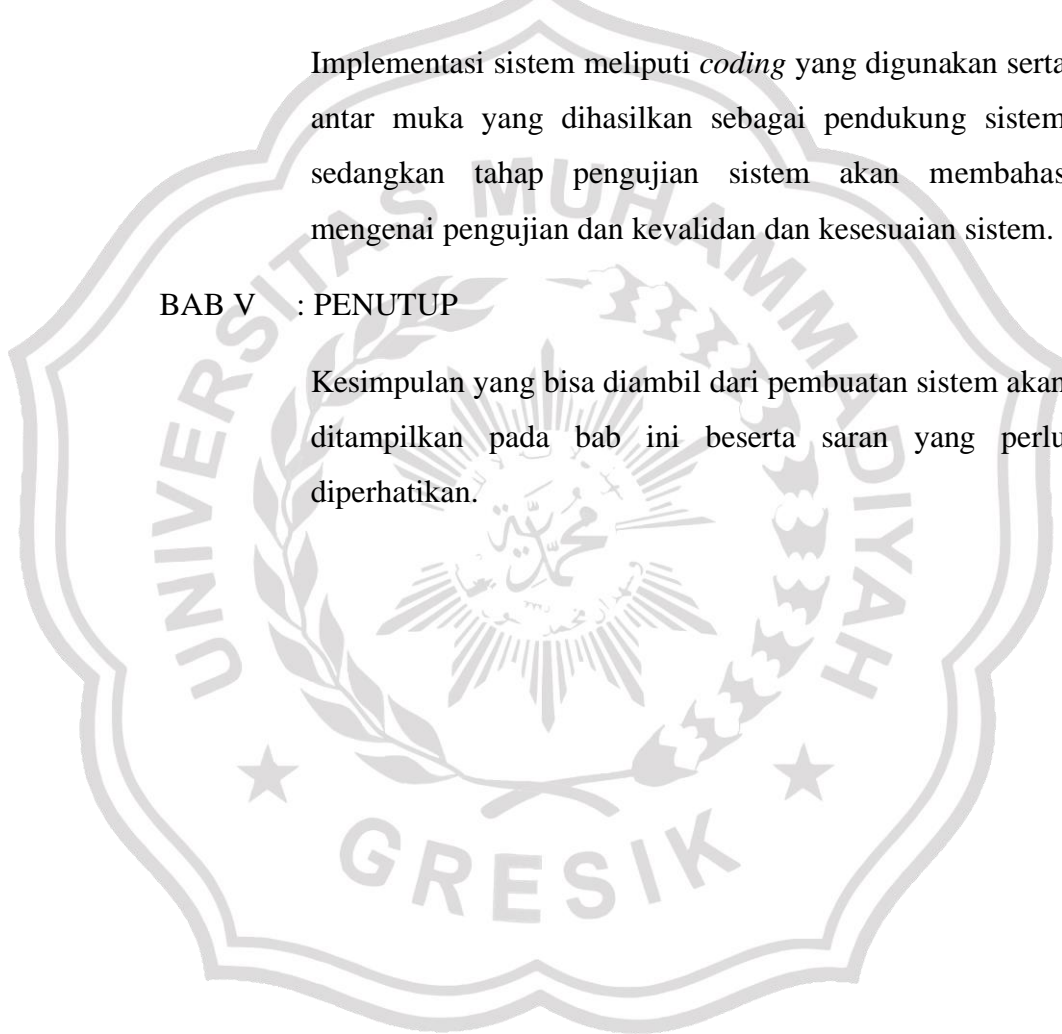 Implementasi sistem meliputi coding yang digunakan serta
antar muka yang dihasilkan sebagai pendukung sistem
sedangkan tahap pengujian sistem akan membahas
mengenai pengujian dan kevalidan dan kesesuaian sistem.
BAB V : PENUTUP
Kesimpulan yang bisa diambil dari pembuatan sistem akan
ditampilkan pada bab ini beserta saran yang perlu
diperhatikan.
UNIVERSITAS MUHAMMADIYAH
GRESIK